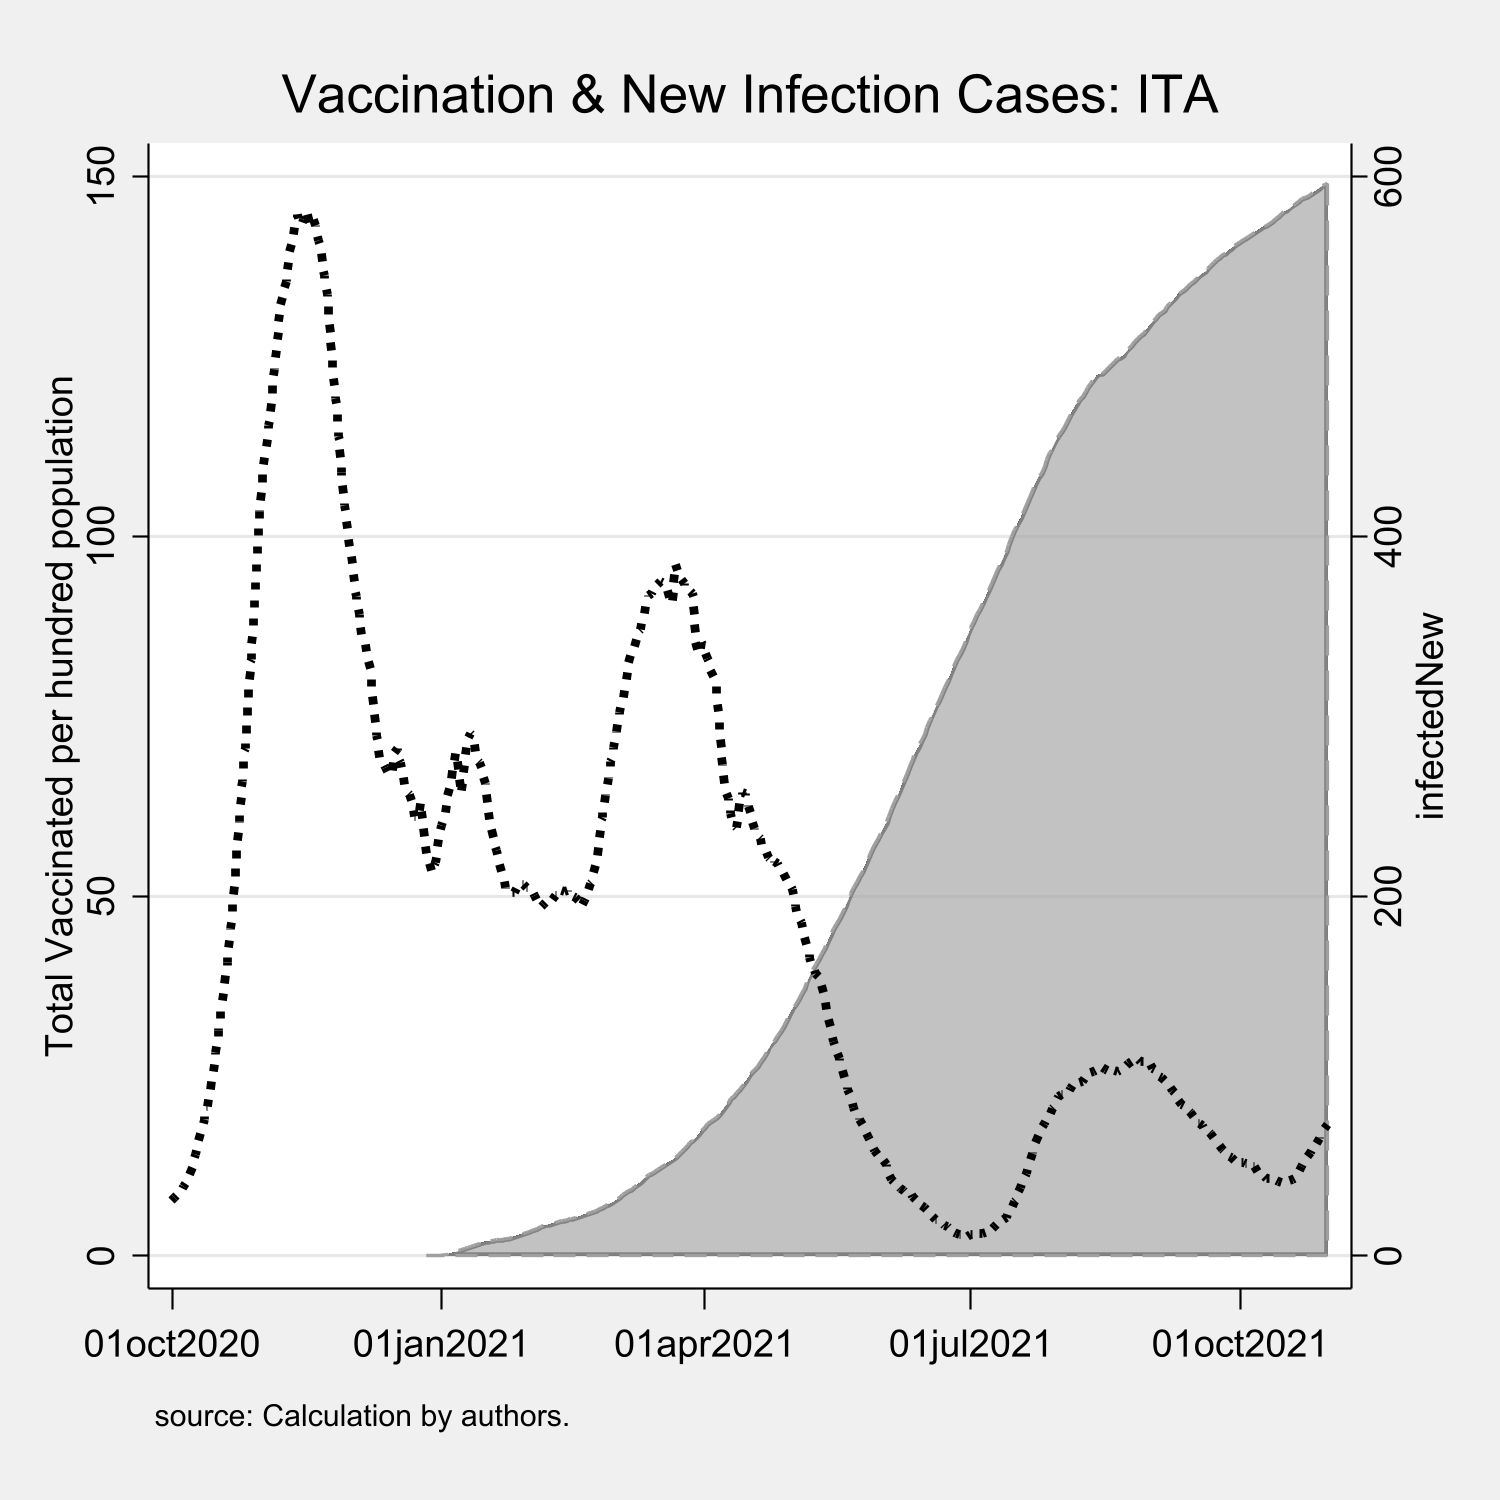 Vaccination & New Infection Cases: ITA
Total Vaccinated per hundred population
150
100
50
0
600
400
200
0
infectedNew
01oct2020
01jan2021
01apr2021
01jul2021
01oct2021
source: Calculation by authors.